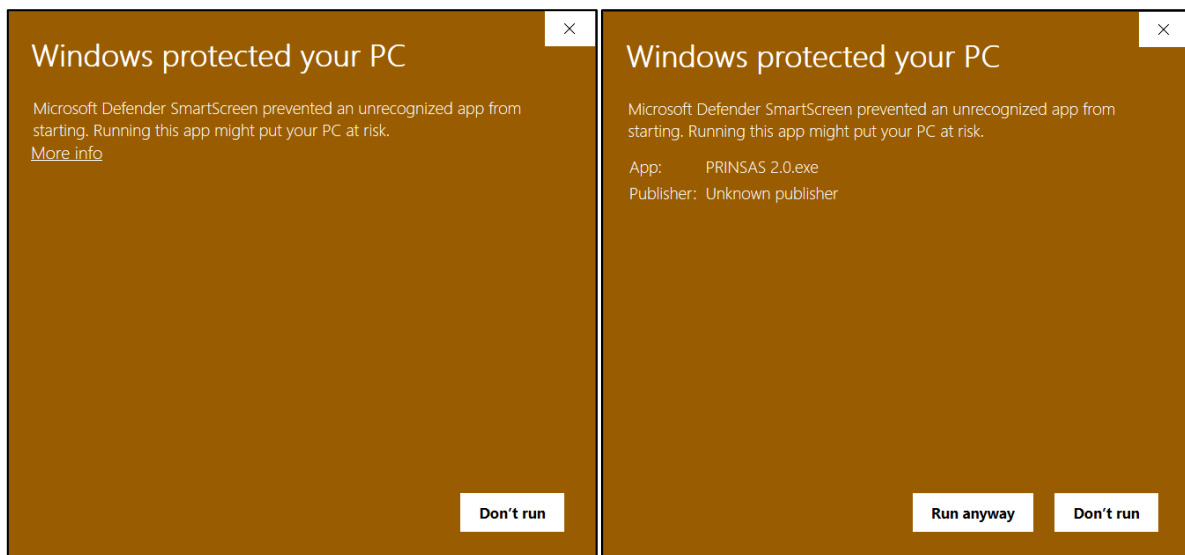 Windows protected your PC
Microsoft Defender SmartScreen prevented an unrecognized app from
starting. Running this app might put your PC at risk.
More info
Don't run
Windows protected your PC
Microsoft Defender SmartScreen prevented an unrecognized app from
starting. Running this app might put your PC at risk.
App: PRINSAS 2.0.exe
Publisher: Unknown publisher
Run anyway Don't run